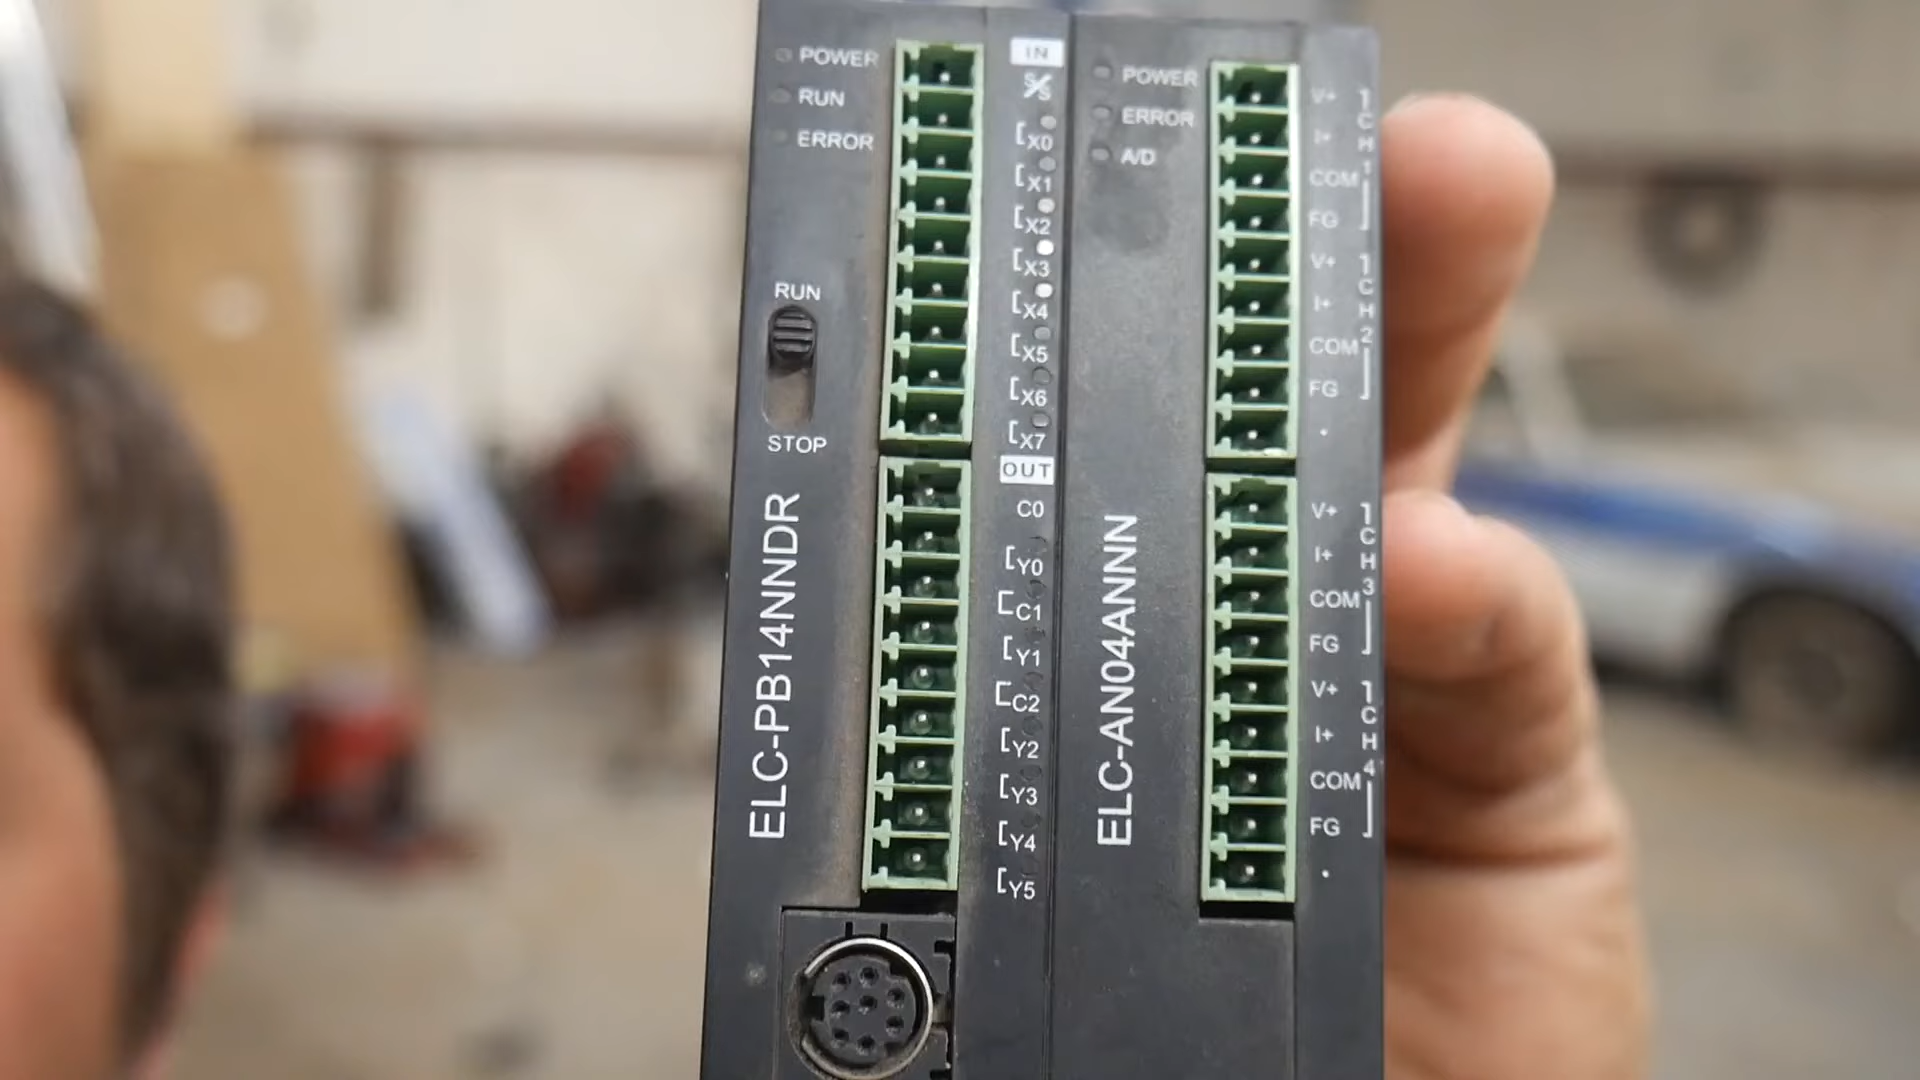 POWER
RUN
ERROR
RUN
STOP
ELC-PB14NNDR
IN
S/S
X0
X1
X2
X3
X4
X5
X6
X7
OUT
C0
Y0
C1
Y1
C2
Y2
Y3
Y4
Y5
POWER
ERROR
A/D
ELC-AN04ANNN
V+
I+
COM
FG
CH1
V+
I+
COM
FG
CH2
•
V+
I+
COM
FG
CH3
V+
I+
COM
FG
CH4
•